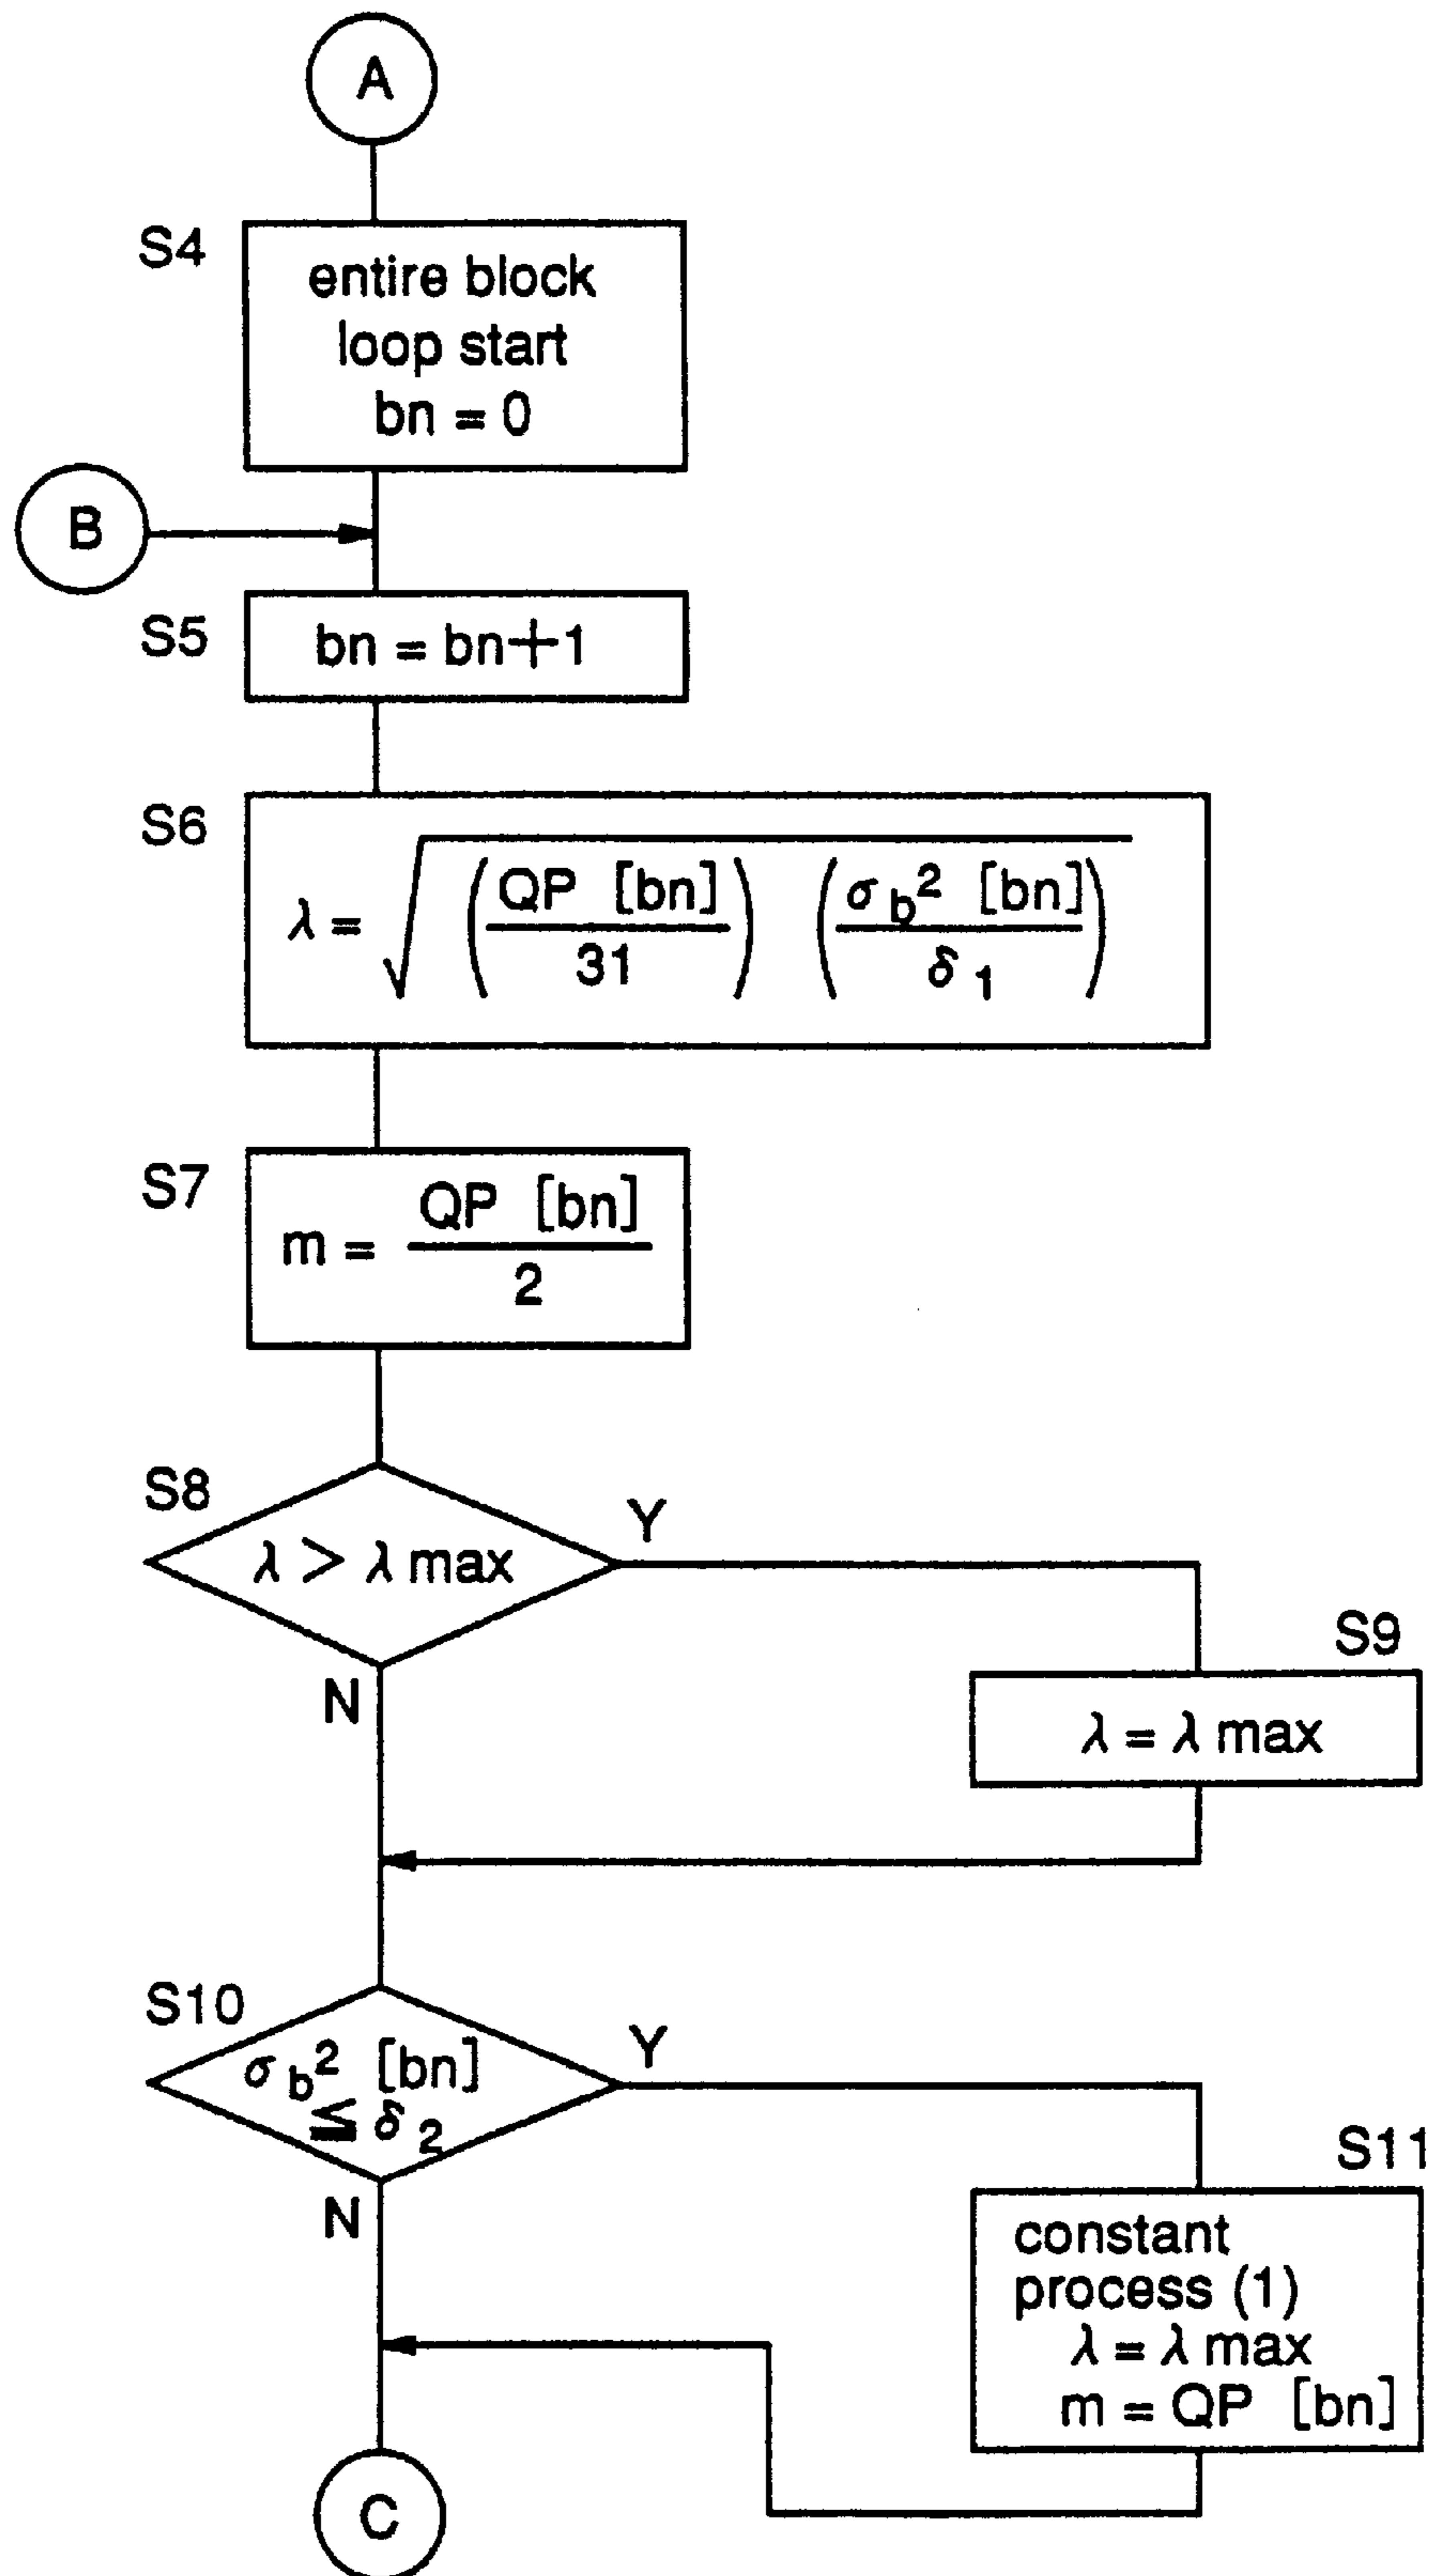 A
S4
entire block
loop start
bn = 0
B
S5
bn = bn+1
S6
λ = √ (QP [bn] / 31) (σb² [bn] / δ1)
S7
m = QP [bn] / 2
S8
λ > λ max
Y
N
S9
λ = λ max
S10
σb² [bn]
≦ δ2
Y
N
S11
constant
process (1)
λ = λ max
m = QP [bn]
C